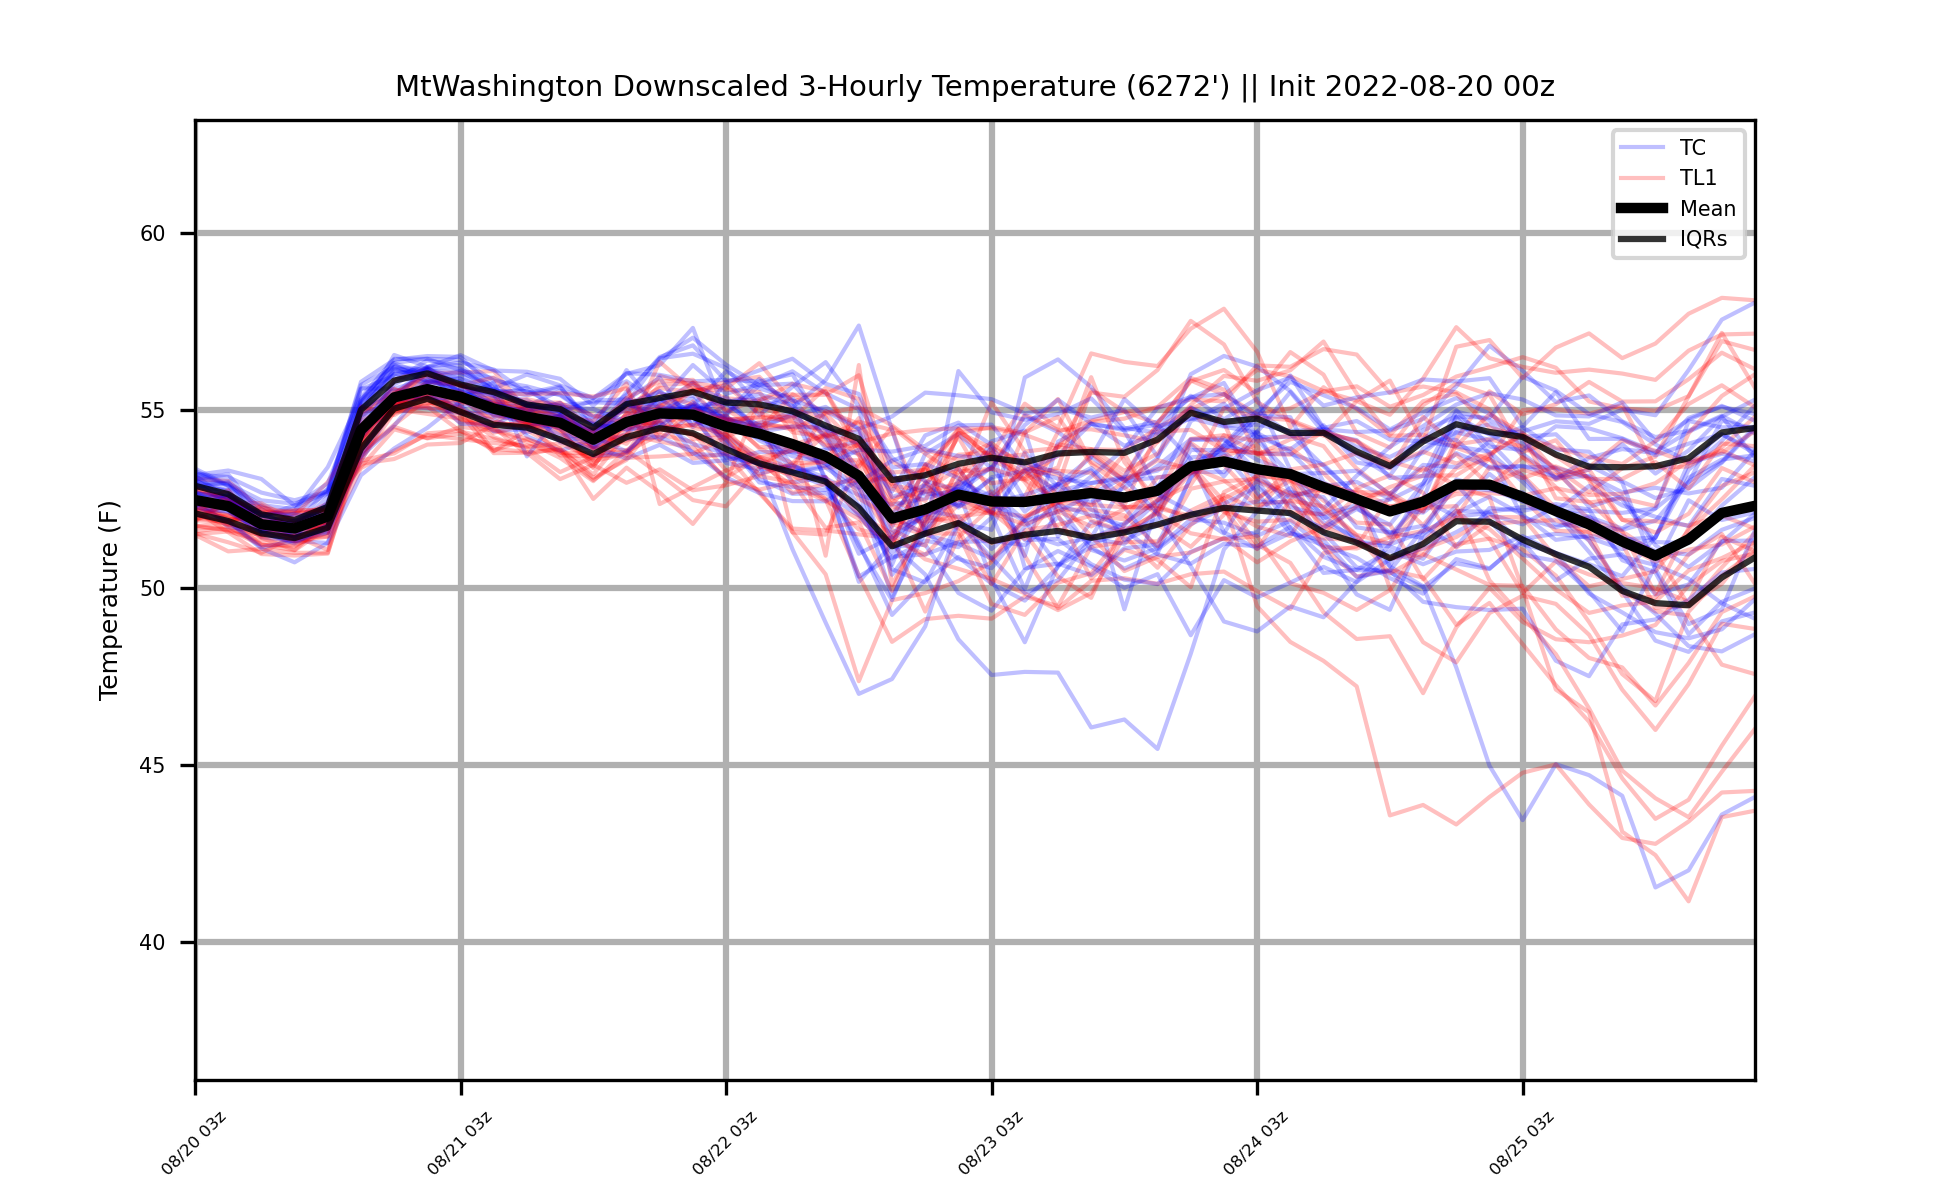 MtWashington Downscaled 3-Hourly Temperature (6272') || Init 2022-08-20 00z
TC
TL1
Mean
IQRs
Temperature (F)
60
55
50
45
40
08/20 03z
08/21 03z
08/22 03z
08/23 03z
08/24 03z
08/25 03z